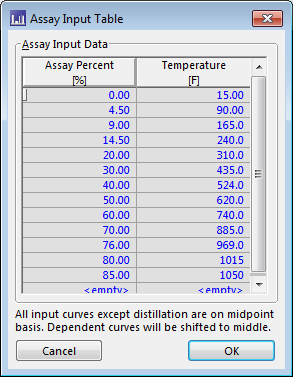 Assay Input Table
Assay Input Data
Assay Percent Temperature
[%] [F]
0.00 15.00
4.50 90.00
9.00 165.0
14.50 240.0
20.00 310.0
30.00 435.0
40.00 524.0
50.00 620.0
60.00 740.0
70.00 885.0
76.00 969.0
80.00 1015
85.00 1050
<empty> <empty>
All input curves except distillation are on midpoint
basis. Dependent curves will be shifted to middle.
Cancel OK